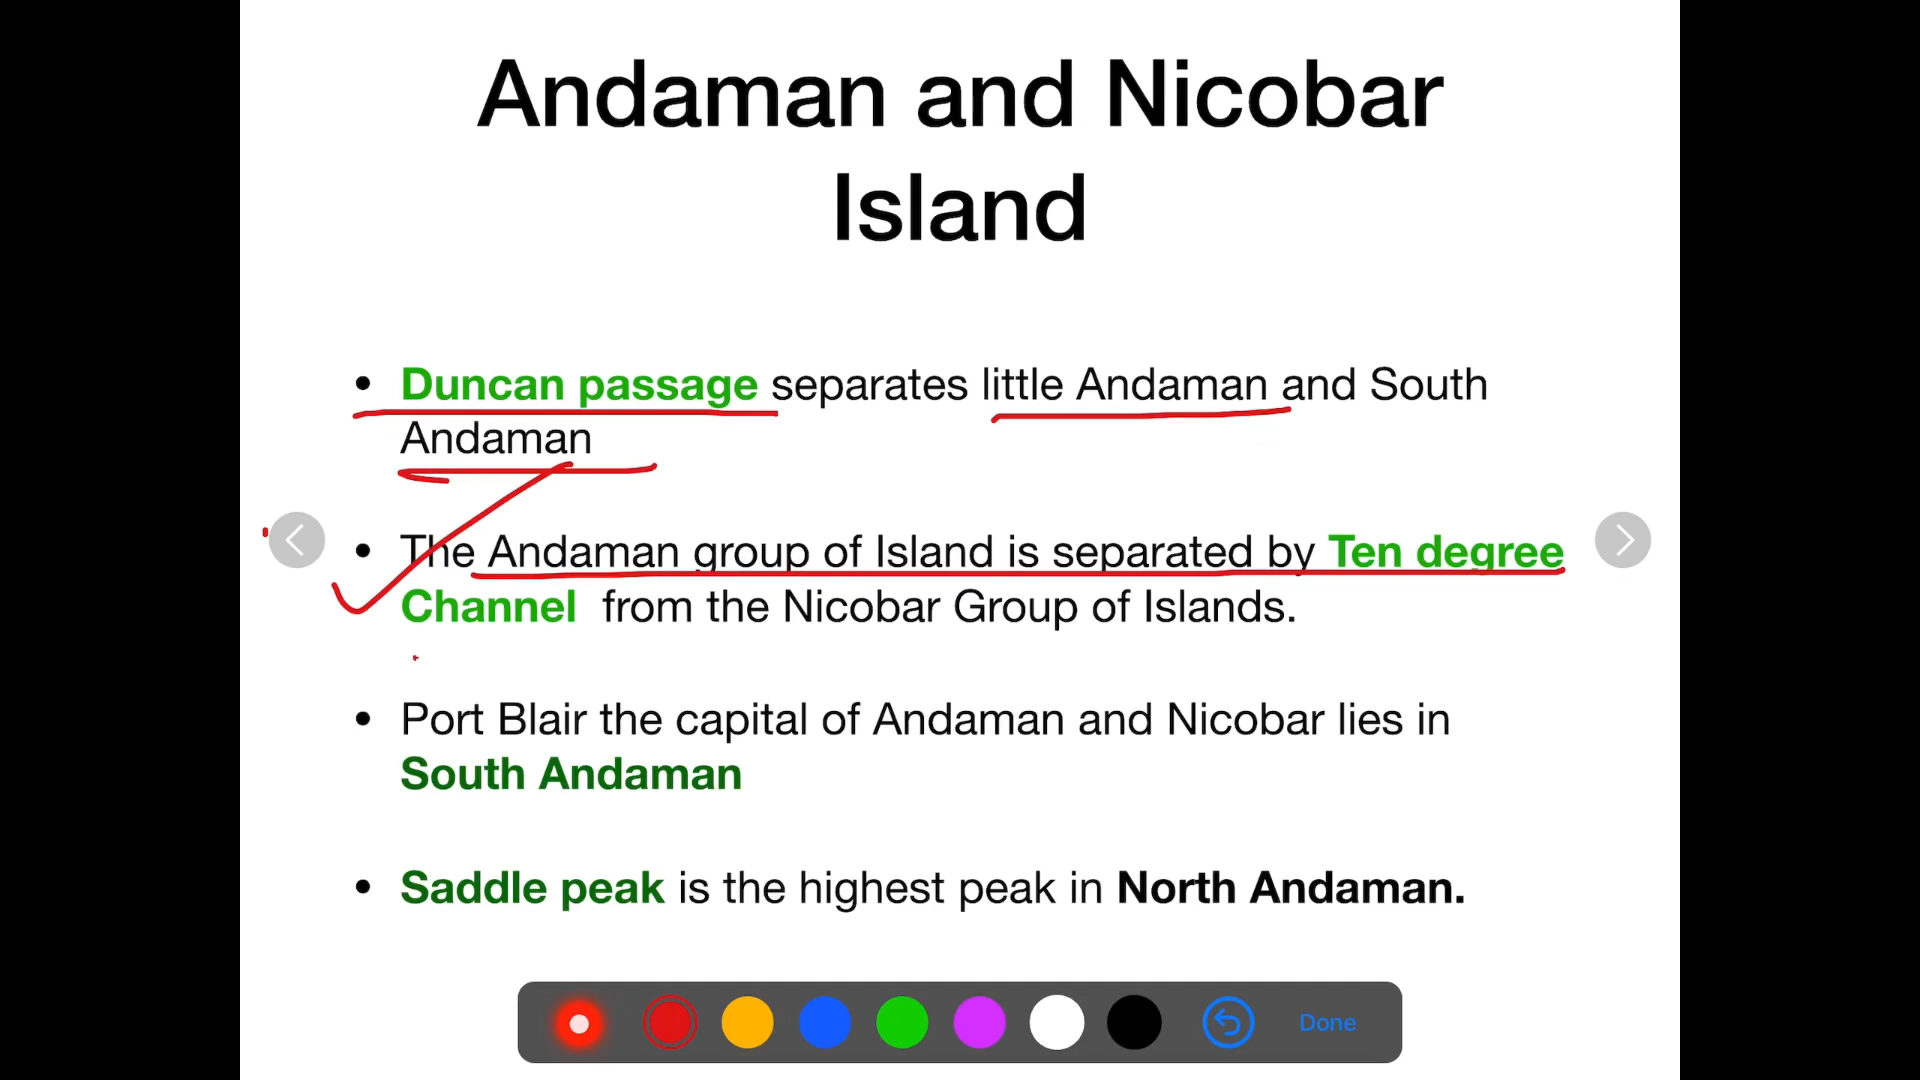 Andaman and Nicobar
Island
• Duncan passage separates little Andaman and South
Andaman
• The Andaman group of Island is separated by Ten degree
Channel from the Nicobar Group of Islands.
• Port Blair the capital of Andaman and Nicobar lies in
South Andaman
• Saddle peak is the highest peak in North Andaman.
Done